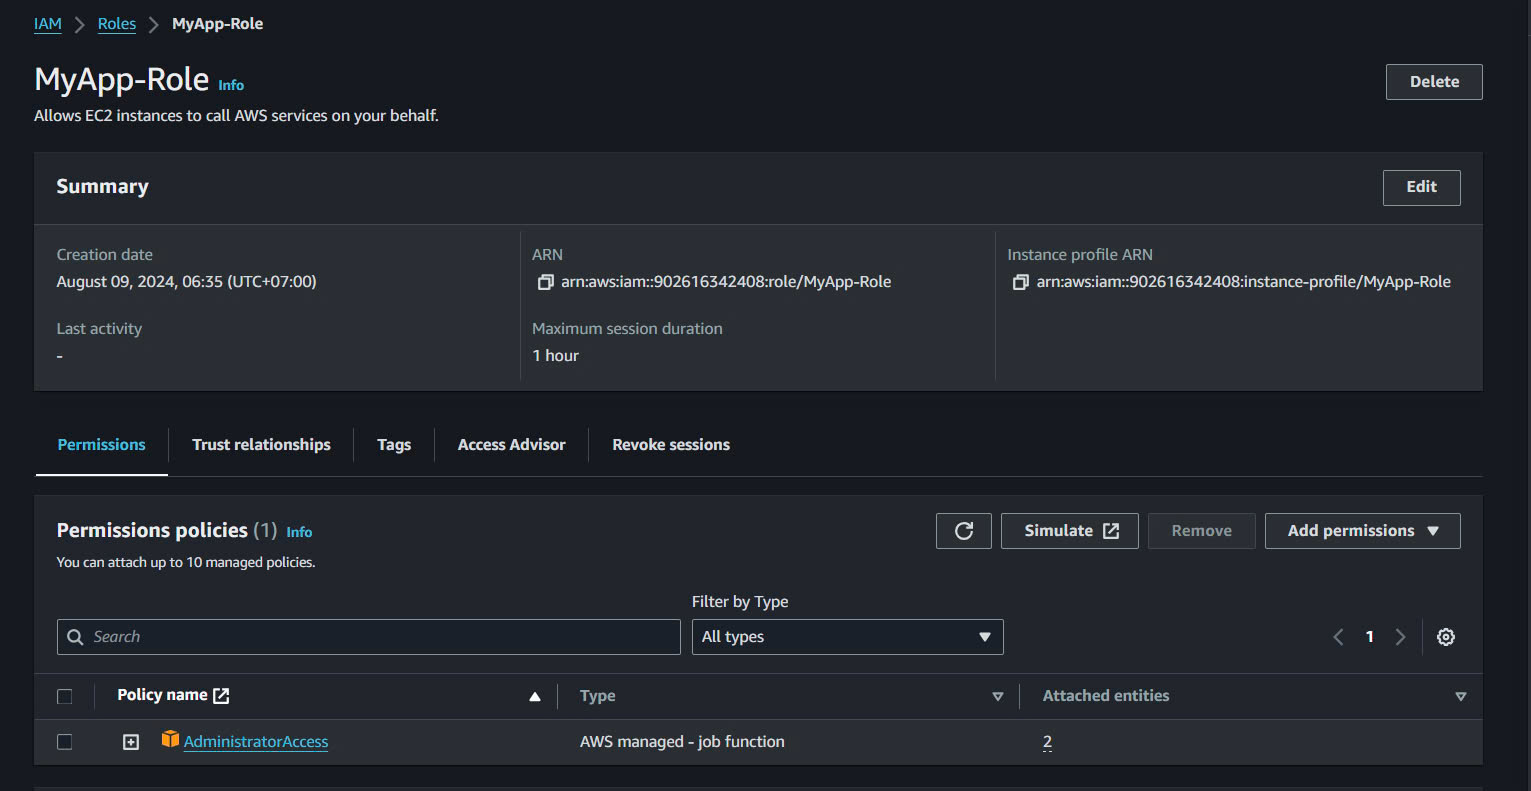 IAM > Roles > MyApp-Role
MyApp-Role Info
Delete
Allows EC2 instances to call AWS services on your behalf.
Summary
Edit
Creation date
August 09, 2024, 06:35 (UTC+07:00)
ARN
arn:aws:iam::902616342408:role/MyApp-Role
Instance profile ARN
arn:aws:iam::902616342408:instance-profile/MyApp-Role
Last activity
-
Maximum session duration
1 hour
Permissions
Trust relationships
Tags
Access Advisor
Revoke sessions
Permissions policies (1) Info
You can attach up to 10 managed policies.
Simulate
Remove
Add permissions
Filter by Type
Search
All types
1
Policy name
Type
Attached entities
AdministratorAccess
AWS managed - job function
2